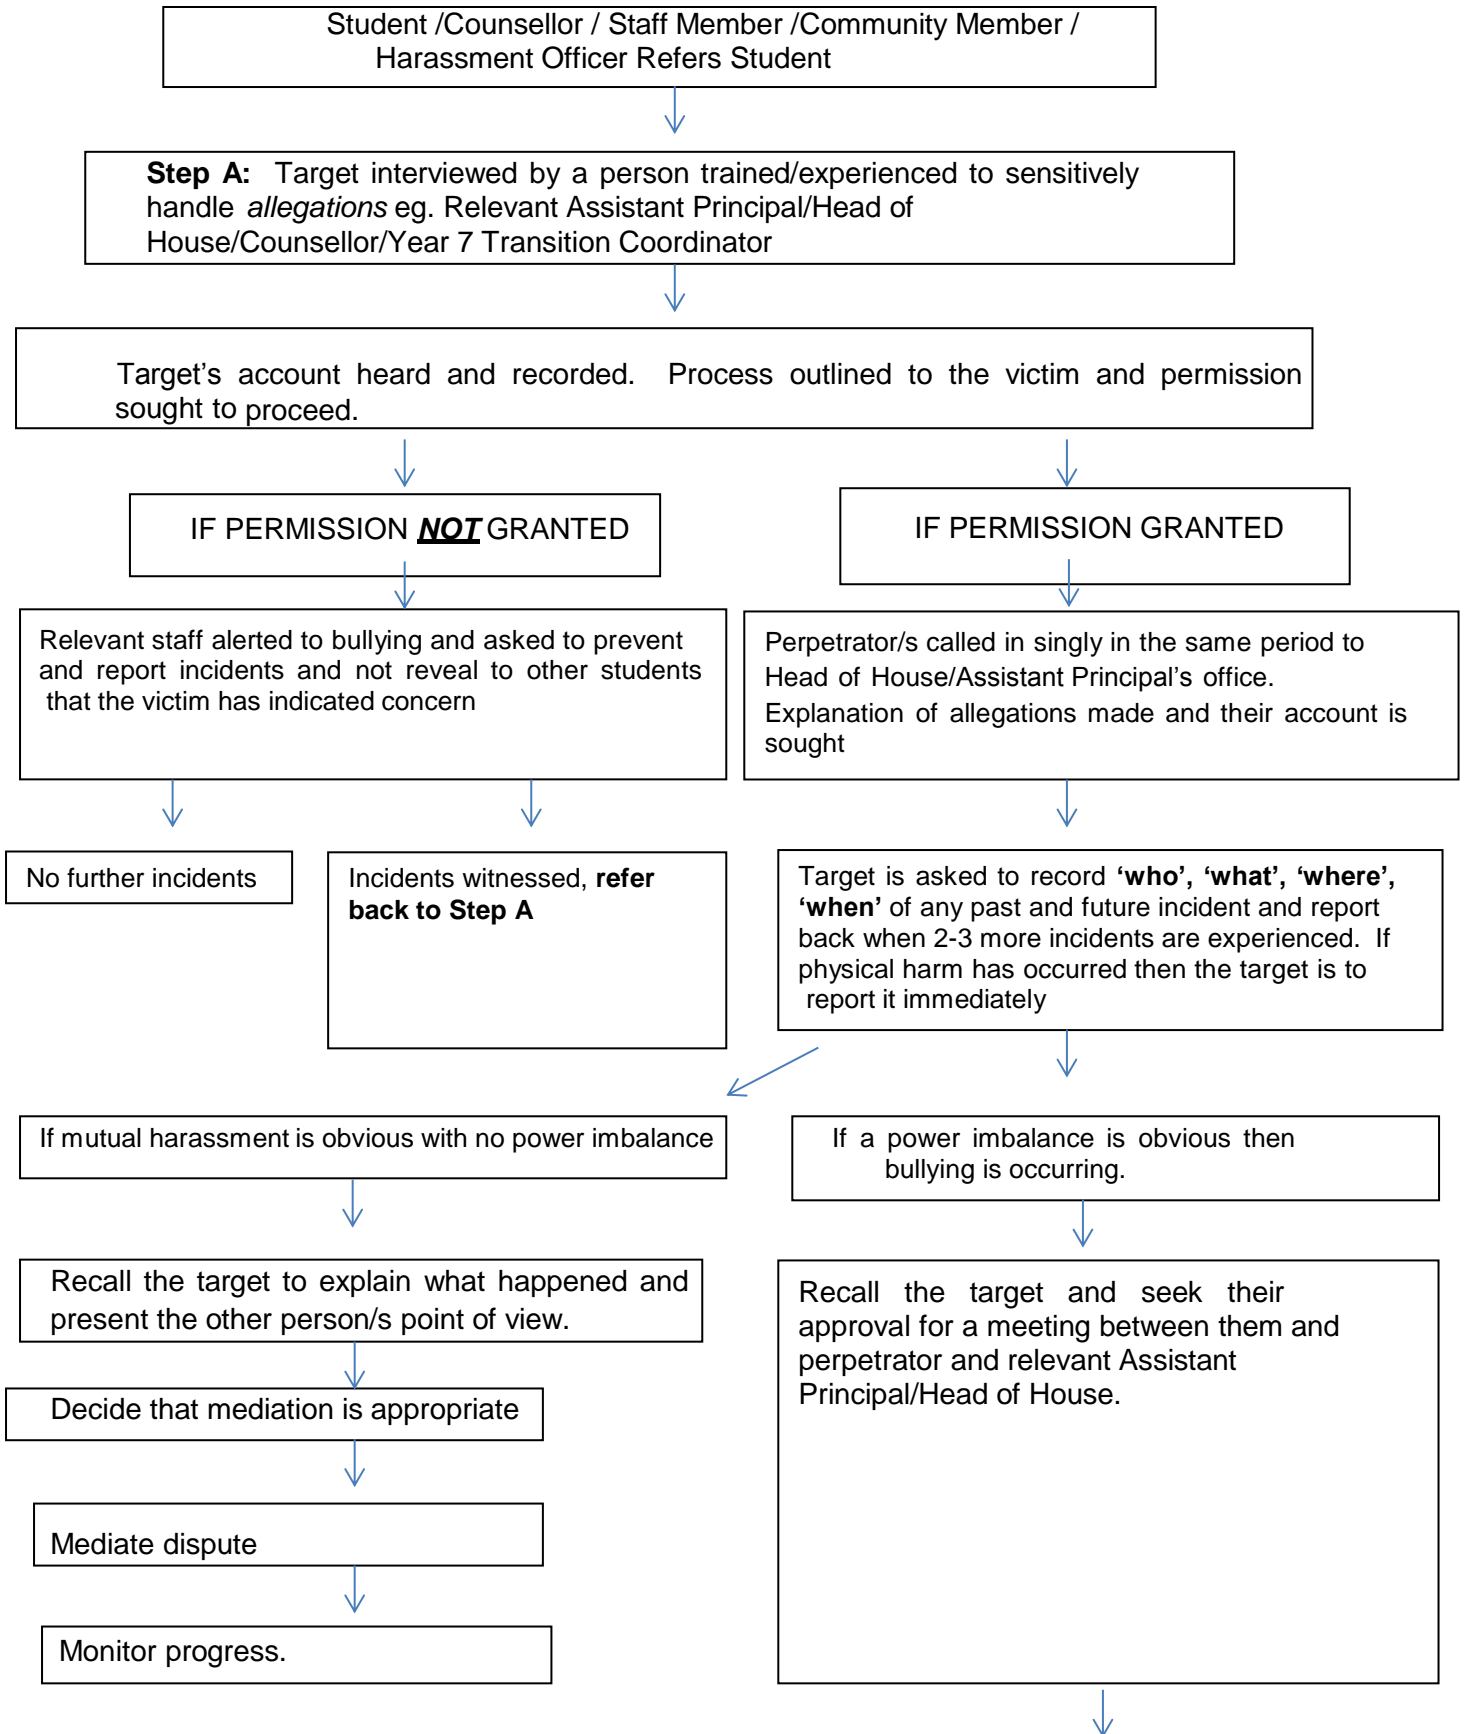 Student /Counsellor / Staff Member /Community Member /
Harassment Officer Refers Student
Step A: Target interviewed by a person trained/experienced to sensitively
handle allegations eg. Relevant Assistant Principal/Head of
House/Counsellor/Year 7 Transition Coordinator
Target’s account heard and recorded. Process outlined to the victim and permission
sought to proceed.
IF PERMISSION NOT GRANTED
IF PERMISSION GRANTED
Relevant staff alerted to bullying and asked to prevent
and report incidents and not reveal to other students
that the victim has indicated concern
Perpetrator/s called in singly in the same period to
Head of House/Assistant Principal’s office.
Explanation of allegations made and their account is
sought
No further incidents
Incidents witnessed, refer
back to Step A
Target is asked to record ‘who’, ‘what’, ‘where’,
‘when’ of any past and future incident and report
back when 2-3 more incidents are experienced. If
physical harm has occurred then the target is to
report it immediately
If mutual harassment is obvious with no power imbalance
If a power imbalance is obvious then
bullying is occurring.
Recall the target to explain what happened and
present the other person/s point of view.
Decide that mediation is appropriate
Mediate dispute
Monitor progress.
Recall the target and seek their
approval for a meeting between them and
perpetrator and relevant Assistant
Principal/Head of House.